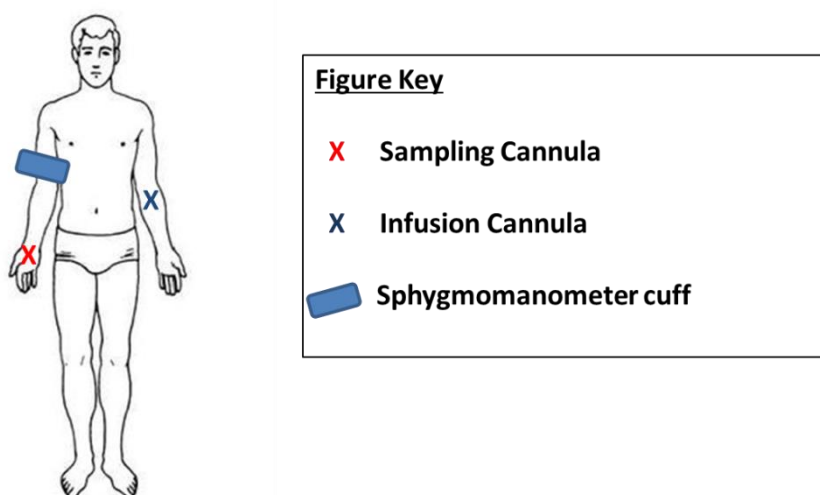 Figure Key
X Sampling Cannula
X Infusion Cannula
Sphygmomanometer cuff
X
X